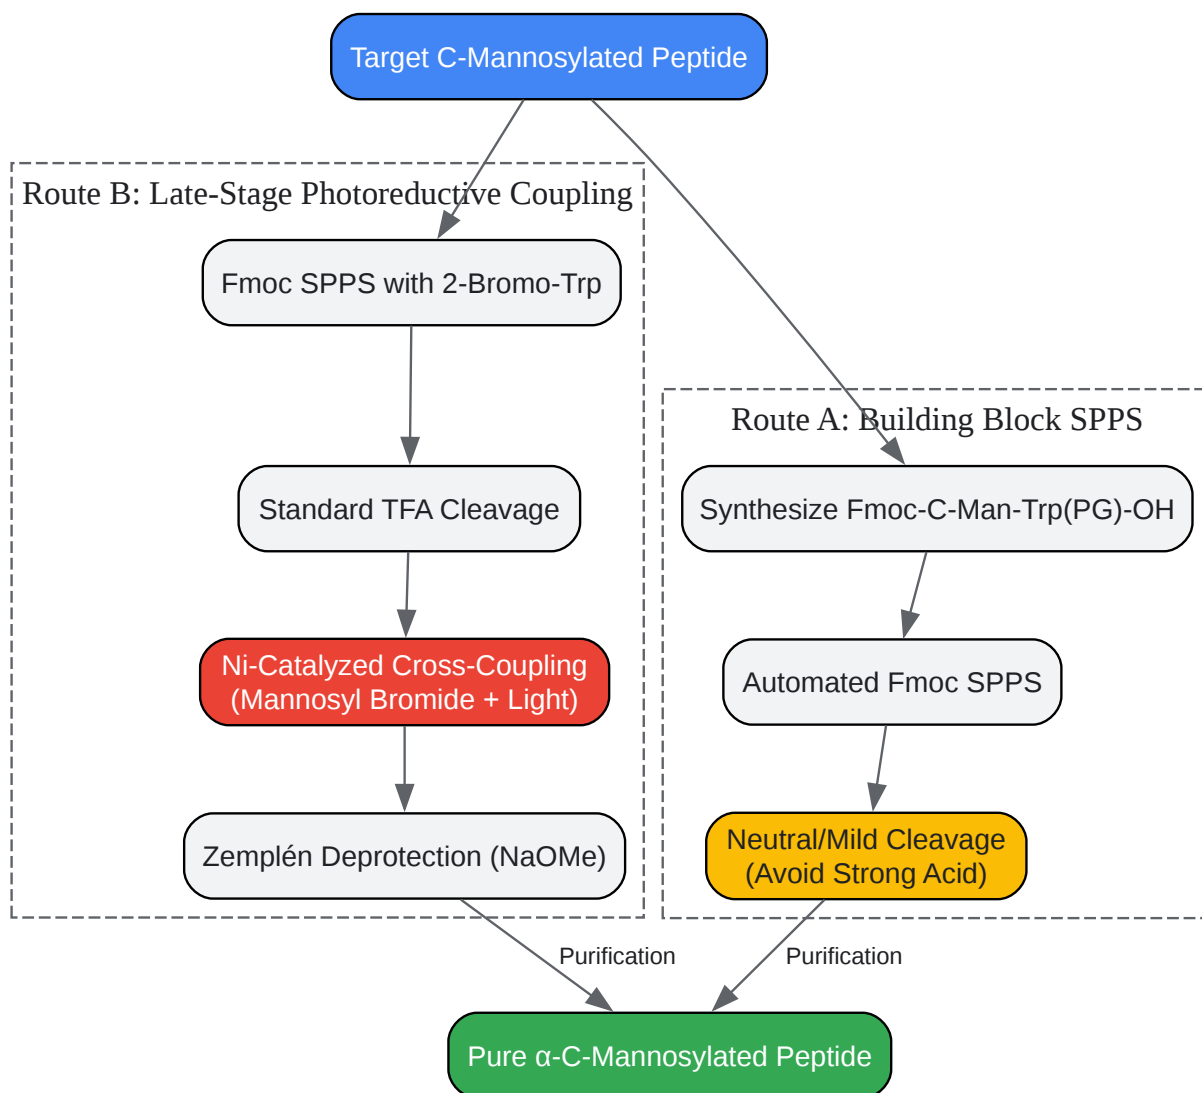 Target C-Mannosylated Peptide
Route B: Late-Stage Photoreductive Coupling
Fmoc SPPS with 2-Bromo-Trp
Standard TFA Cleavage
Ni-Catalyzed Cross-Coupling
(Mannosyl Bromide + Light)
Zemplén Deprotection (NaOMe)
Route A: Building Block SPPS
Synthesize Fmoc-C-Man-Trp(PG)-OH
Automated Fmoc SPPS
Neutral/Mild Cleavage
(Avoid Strong Acid)
Purification
Purification
Pure α-C-Mannosylated Peptide